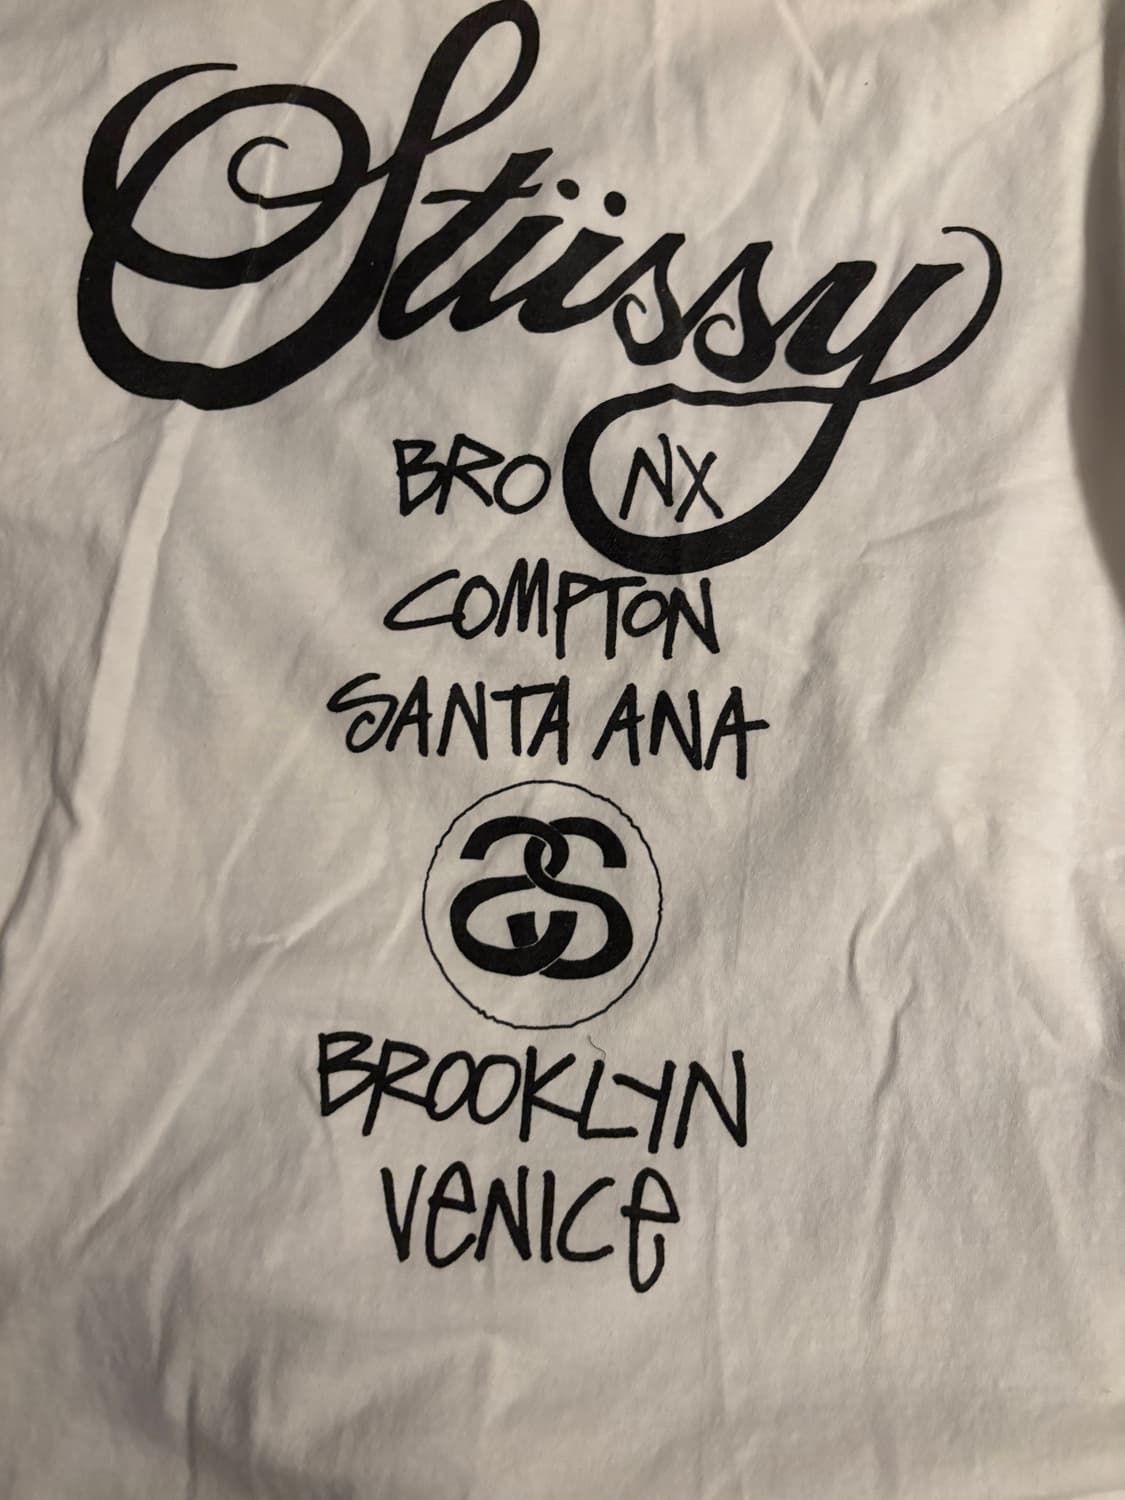 Stüssy
BRONX
COMPTON
SANTA ANA
SS
BROOKLYN
VeNICe